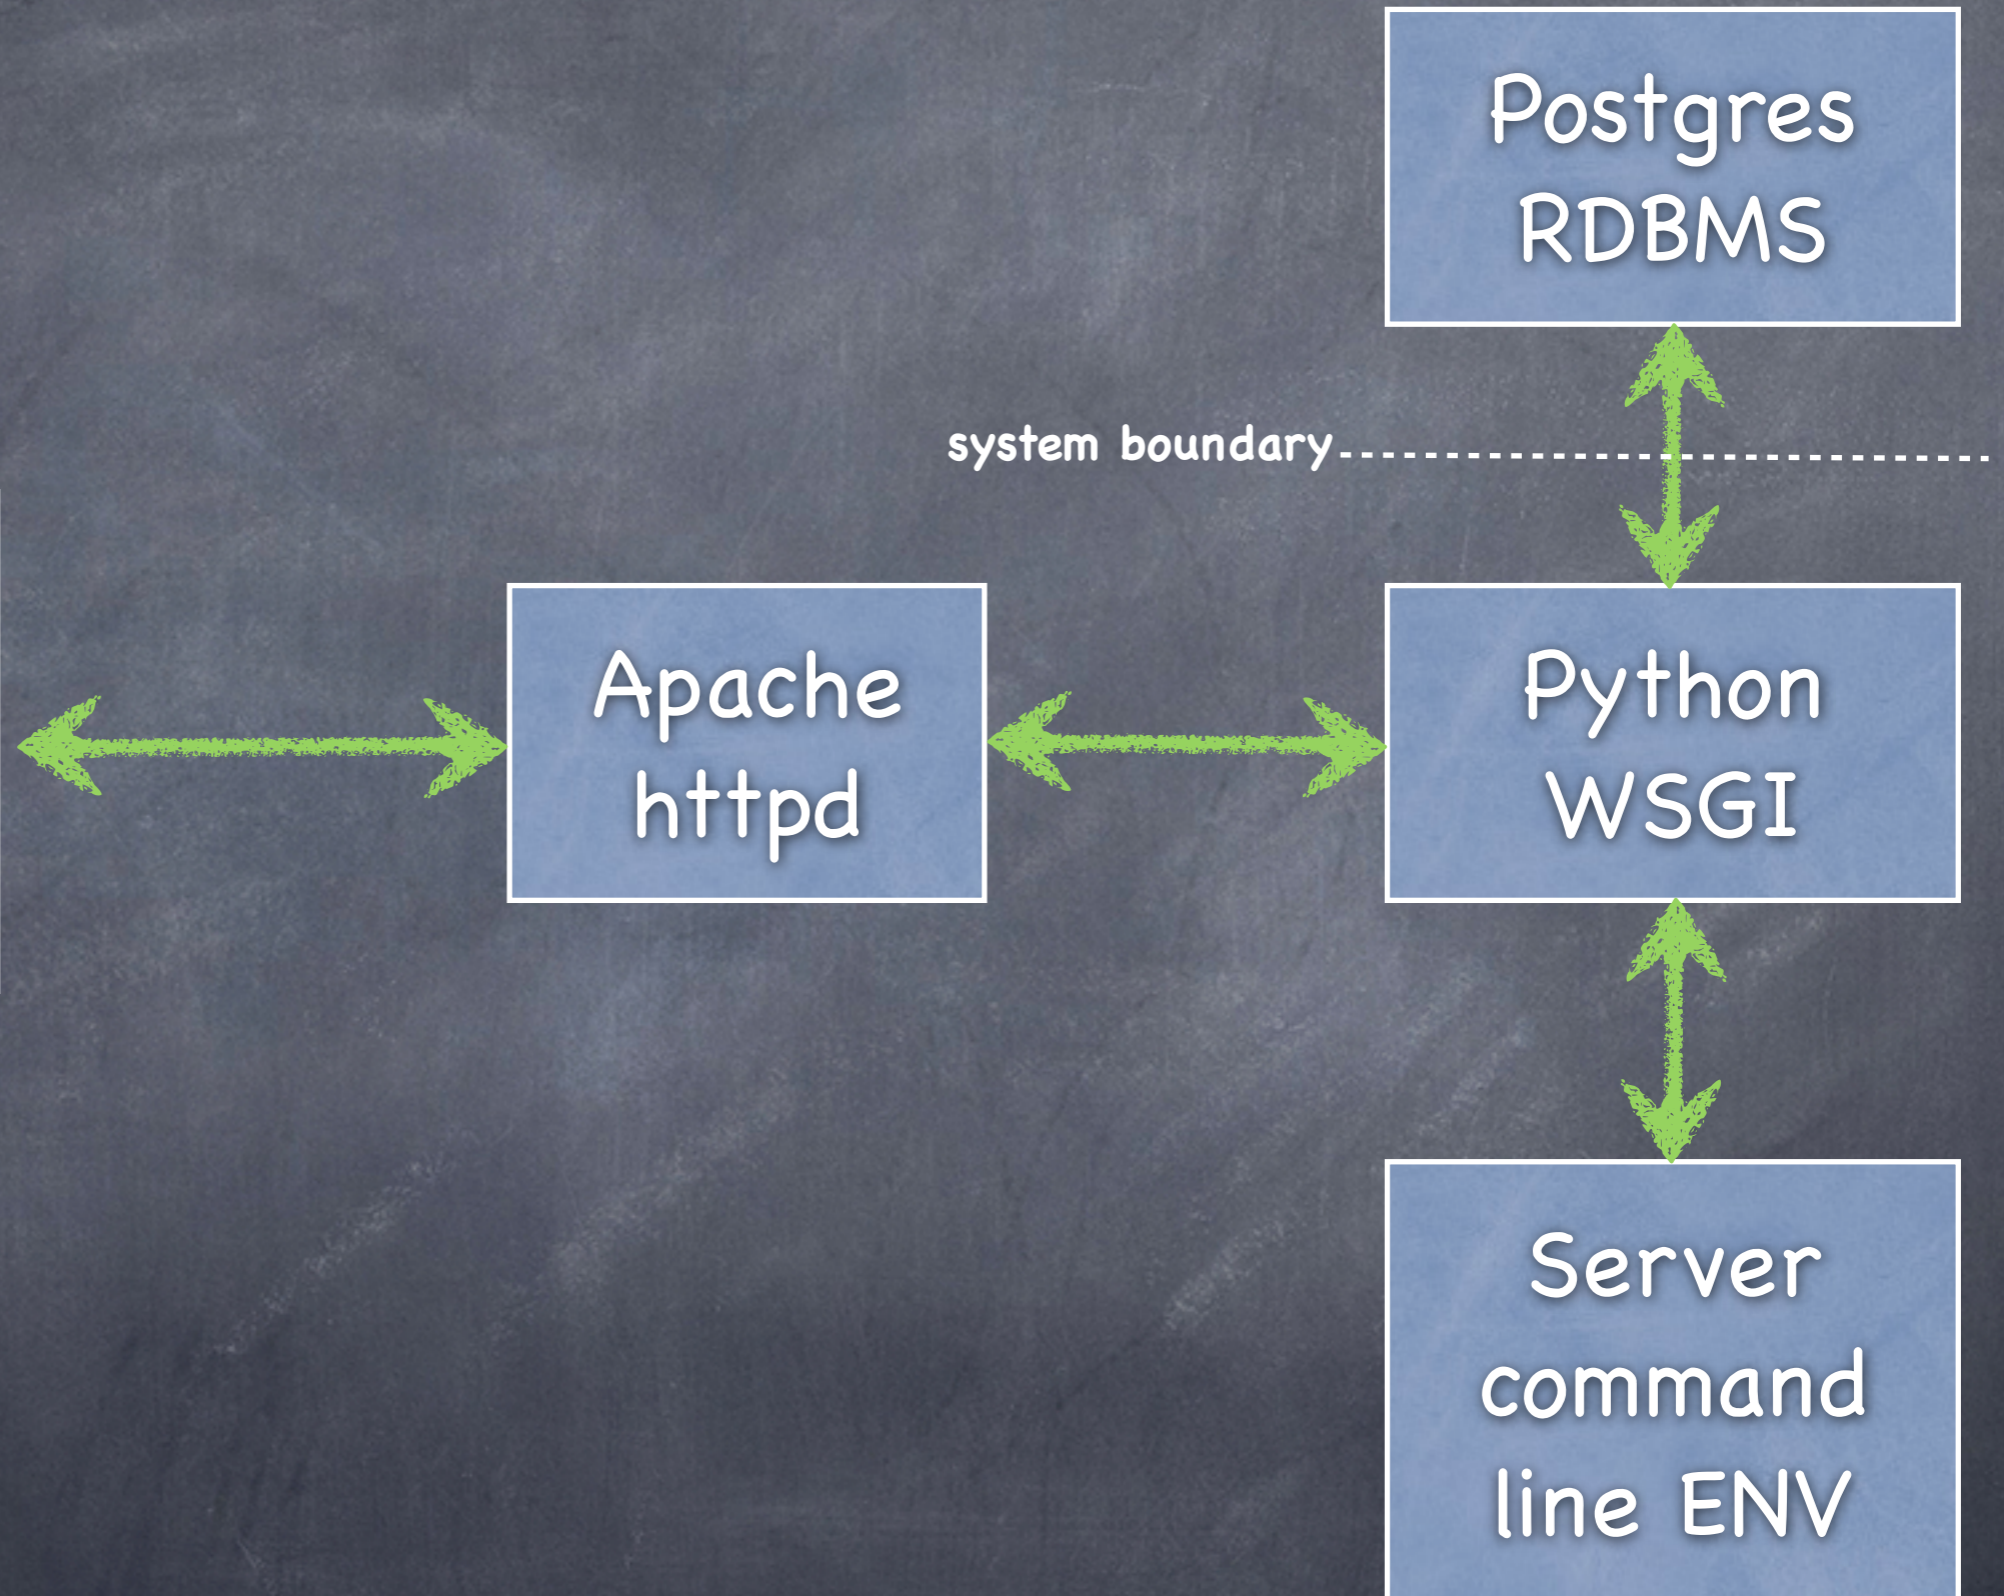 Postgres
RDBMS
system boundary
Apache
httpd
Python
WSGI
Server
command
line ENV